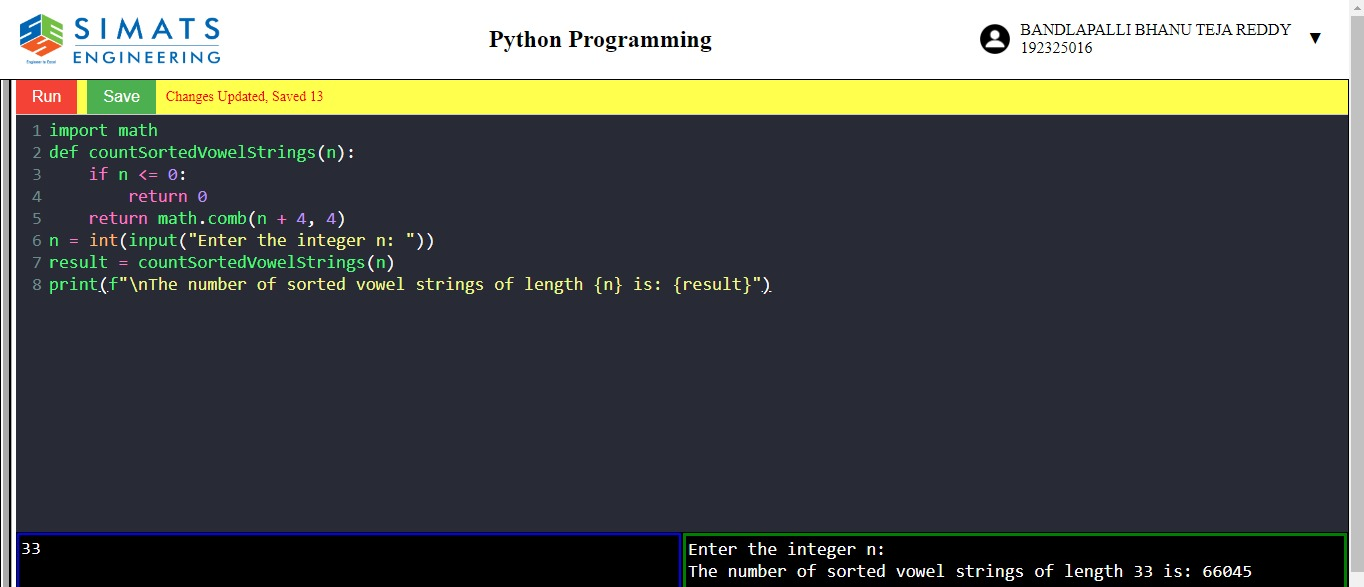 SIMATS
ENGINEERING
Engineer to Excel
Python Programming
BANDLAPALLI BHANU TEJA REDDY
192325016
Run Save Changes Updated, Saved 13
1 import math
2 def countSortedVowelStrings(n):
3     if n <= 0:
4         return 0
5     return math.comb(n + 4, 4)
6 n = int(input("Enter the integer n: "))
7 result = countSortedVowelStrings(n)
8 print(f"\nThe number of sorted vowel strings of length {n} is: {result}")
33
Enter the integer n:
The number of sorted vowel strings of length 33 is: 66045